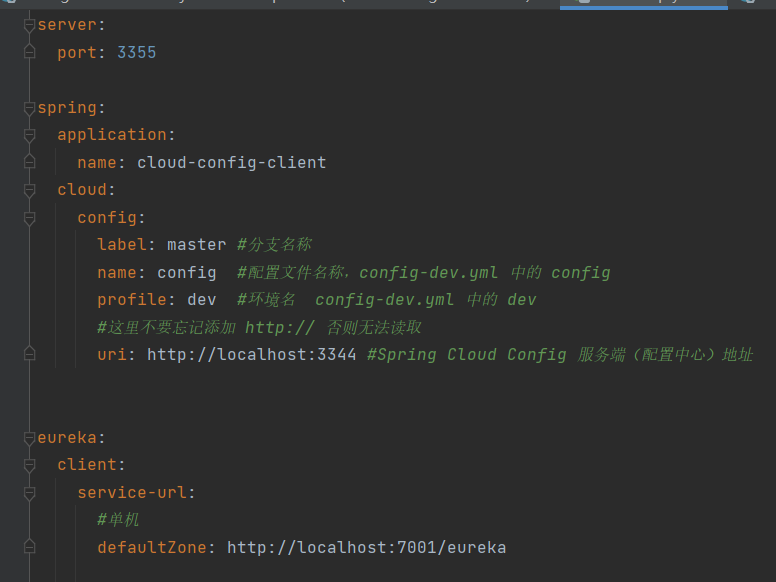 server:
port: 3355
spring:
application:
name: cloud-config-client
cloud:
config:
label: master #分支名称
name: config #配置文件名称，config-dev.yml 中的 config
profile: dev #环境名 config-dev.yml 中的 dev
#这里不要忘记添加 http:// 否则无法读取
uri: http://localhost:3344 #Spring Cloud Config 服务端（配置中心）地址
eureka:
client:
service-url:
#单机
defaultZone: http://localhost:7001/eureka